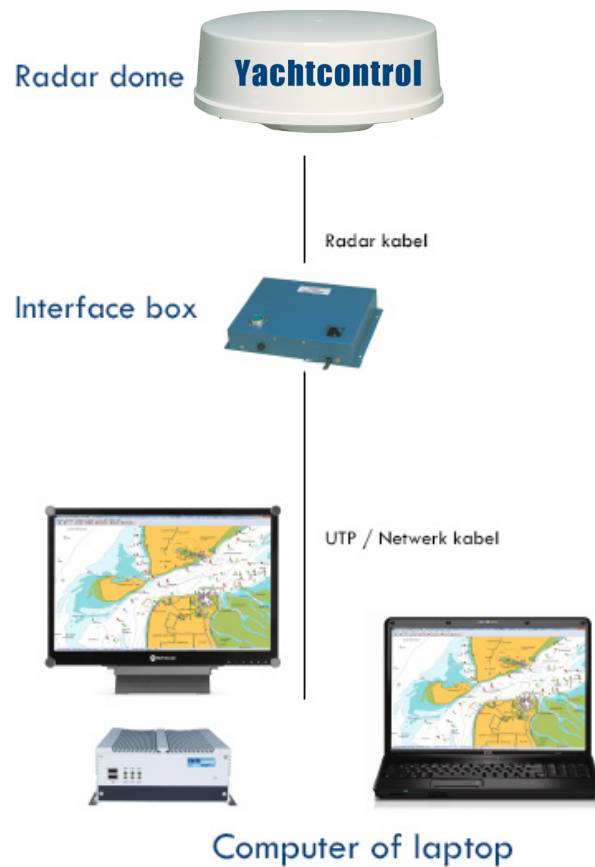 Radar dome
Yachtcontrol
Radar kabel
Interface box
UTP / Netwerk kabel
Computer of laptop